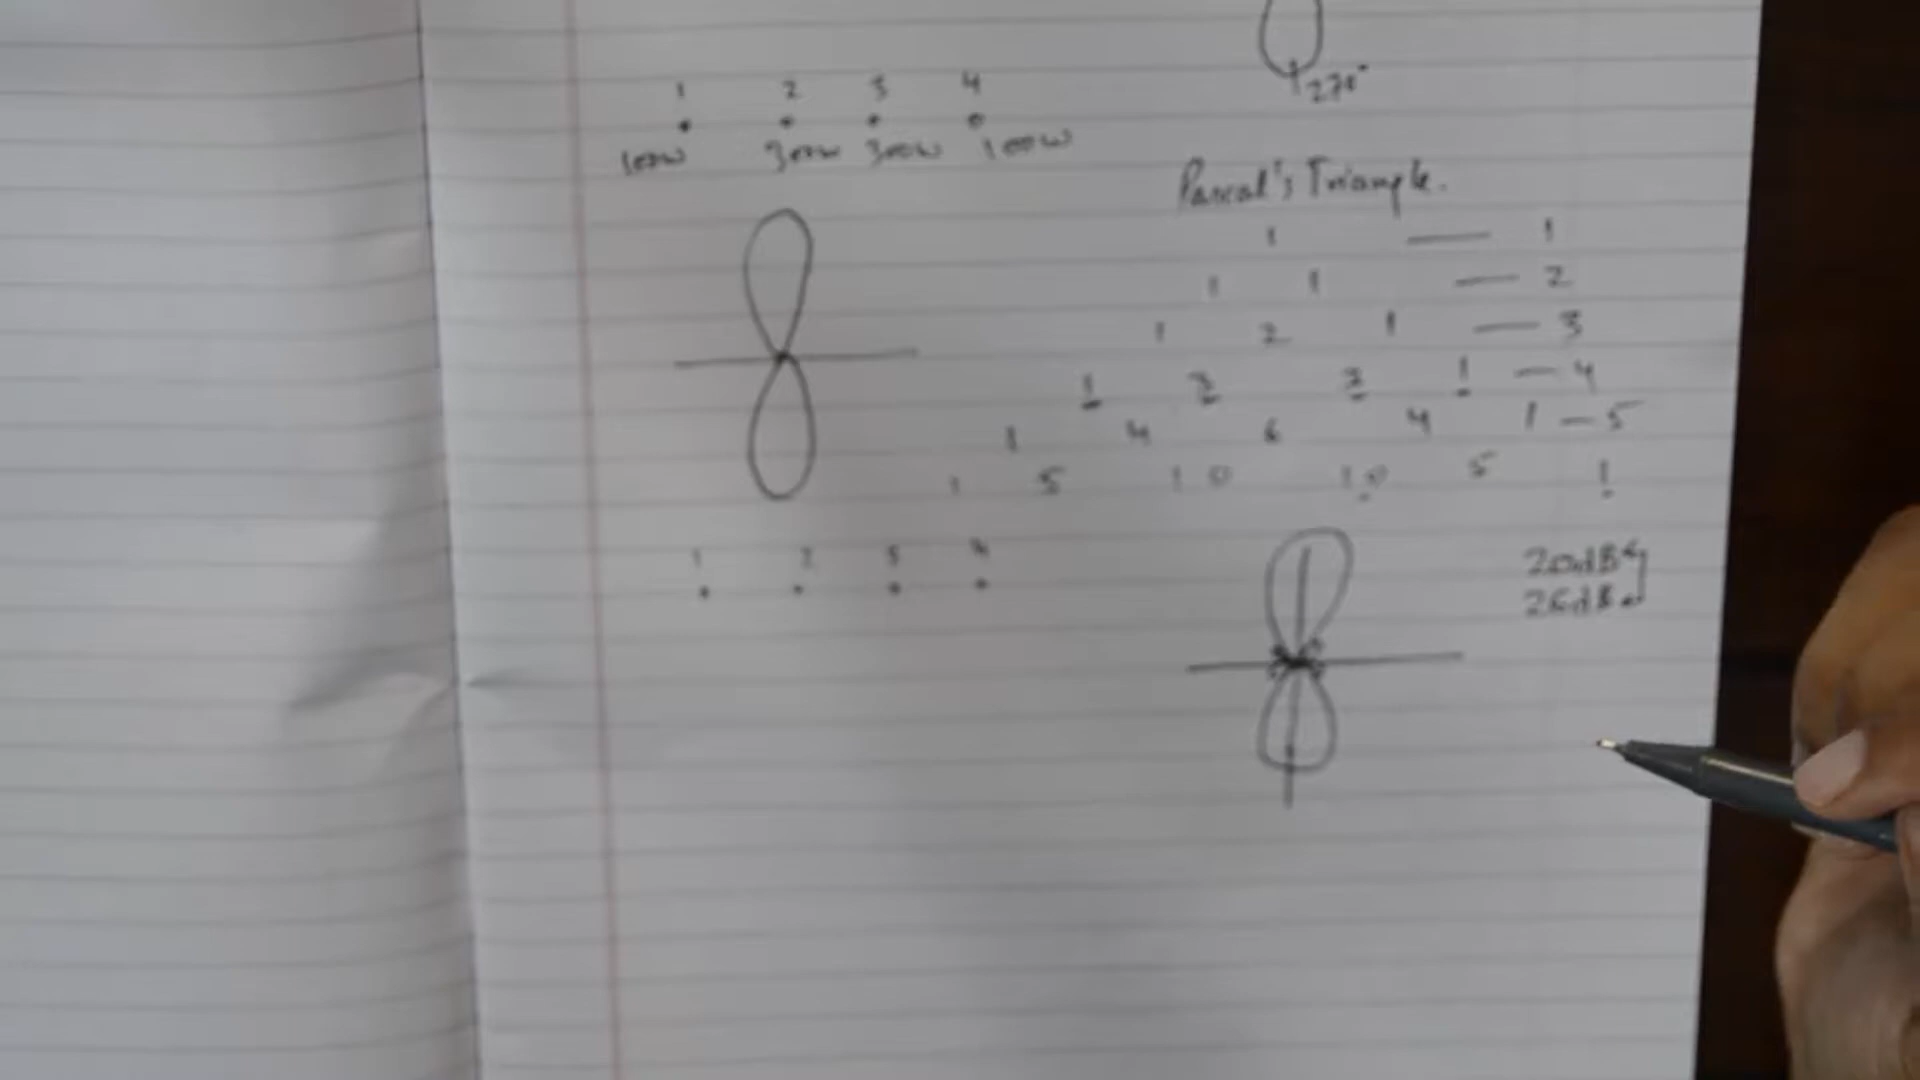 270°
1 2 3 4
100W 300W 300W 100W
Pascal's Triangle.
1 — 1
1 1 — 2
1 2 1 — 3
1 3 3 1 — 4
1 4 6 4 1 — 5
1 5 10 10 5 1
1 2 3 4
20dB
26dB